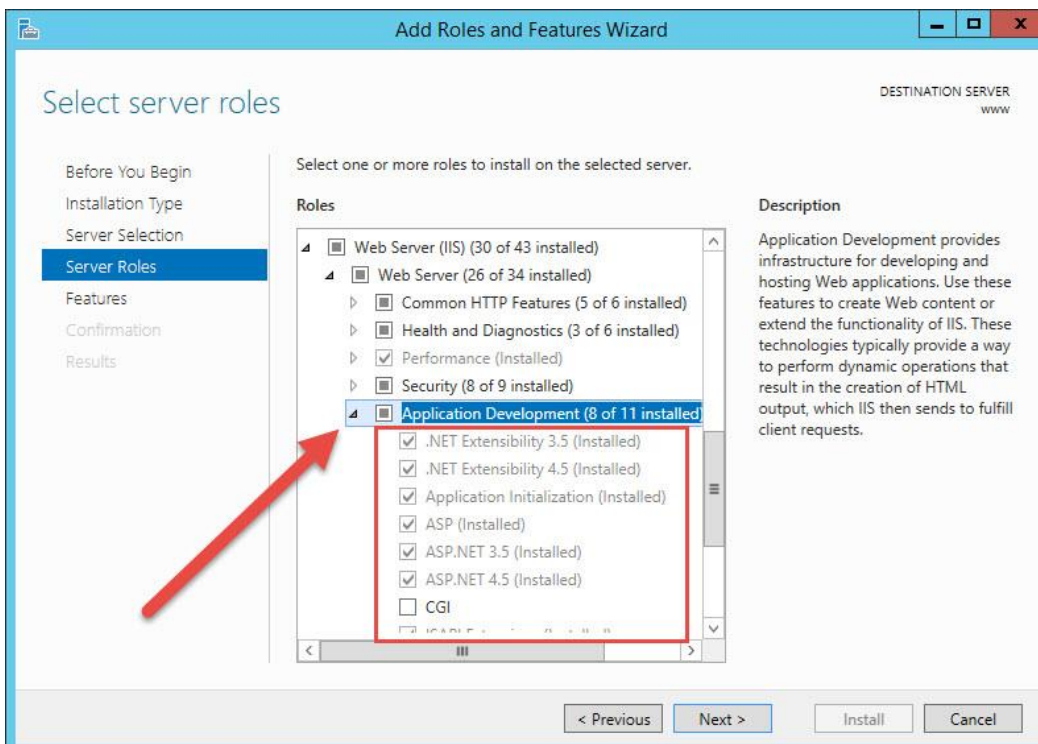 Add Roles and Features Wizard
Select server roles
DESTINATION SERVER
www
Before You Begin
Installation Type
Server Selection
Server Roles
Features
Confirmation
Results
Select one or more roles to install on the selected server.
Roles
Web Server (IIS) (30 of 43 installed)
Web Server (26 of 34 installed)
Common HTTP Features (5 of 6 installed)
Health and Diagnostics (3 of 6 installed)
Performance (Installed)
Security (8 of 9 installed)
Application Development (8 of 11 installed)
.NET Extensibility 3.5 (Installed)
.NET Extensibility 4.5 (Installed)
Application Initialization (Installed)
ASP (Installed)
ASP.NET 3.5 (Installed)
ASP.NET 4.5 (Installed)
CGI
Description
Application Development provides
infrastructure for developing and
hosting Web applications. Use these
features to create Web content or
extend the functionality of IIS. These
technologies typically provide a way
to perform dynamic operations that
result in the creation of HTML
output, which IIS then sends to fulfill
client requests.
< Previous
Next >
Install
Cancel